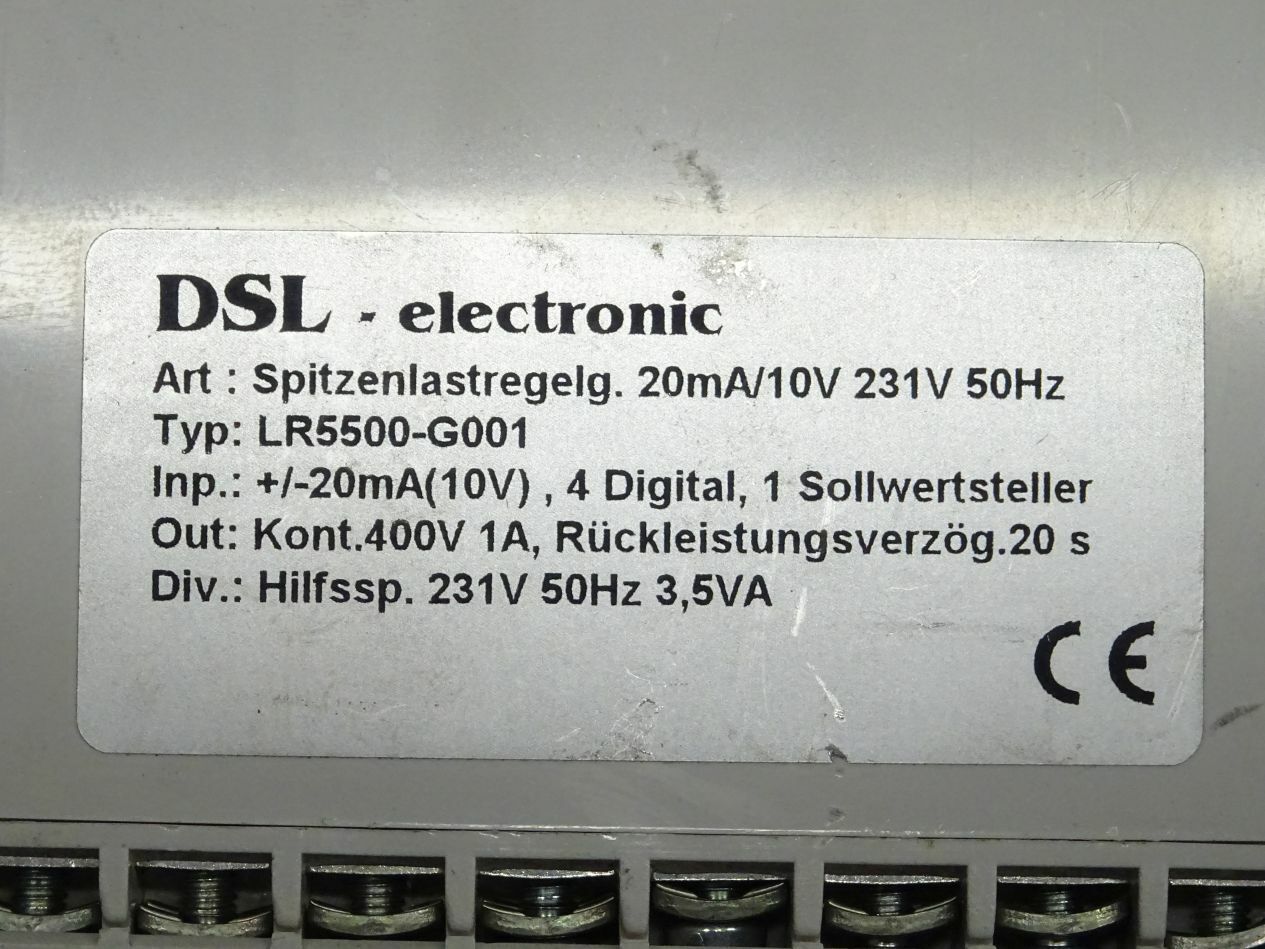 DSL - electronic
Art : Spitzenlastregelg. 20mA/10V 231V 50Hz
Typ: LR5500-G001
Inp.: +/-20mA(10V) , 4 Digital, 1 Sollwertsteller
Out: Kont.400V 1A, Rückleistungsverzög.20 s
Div.: Hilfssp. 231V 50Hz 3,5VA
CE